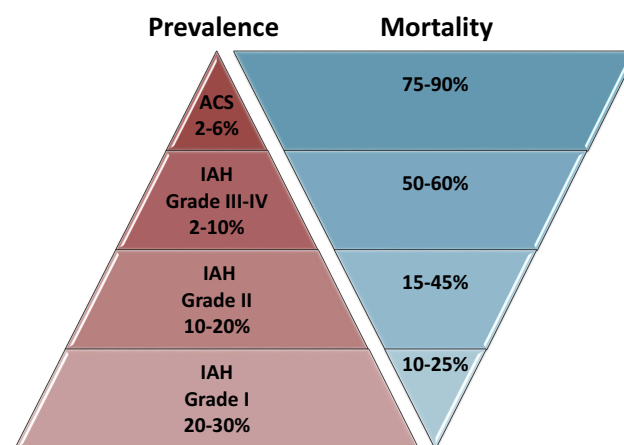 Prevalence
Mortality
ACS
2-6%
75-90%
IAH
Grade III-IV
2-10%
50-60%
IAH
Grade II
10-20%
15-45%
IAH
Grade I
20-30%
10-25%